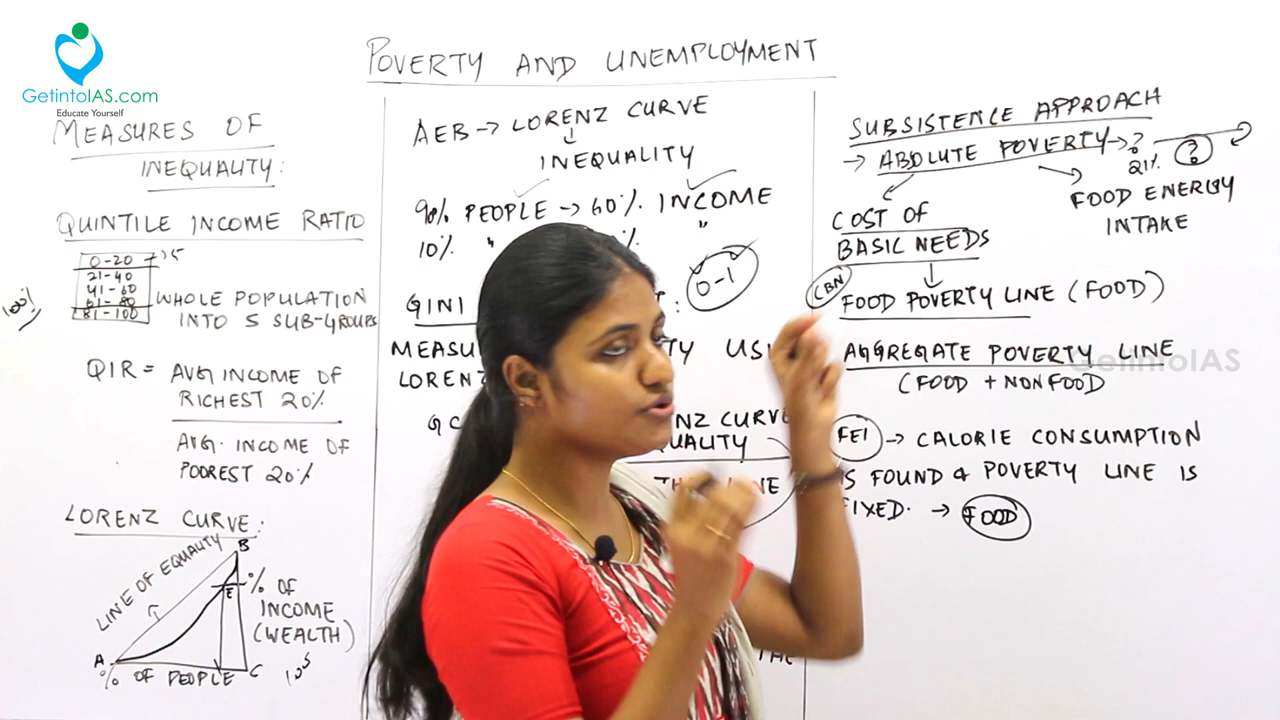 GetintoIAS.com
Educate Yourself
POVERTY AND UNEMPLOYMENT
MEASURES OF
INEQUALITY:
QUINTILE INCOME RATIO
0-20
21-40
41-60
61-80
81-100
100%
WHOLE POPULATION
INTO 5 SUB-GROUPS
QIR = AVG INCOME OF
RICHEST 20%
AVG. INCOME OF
POOREST 20%
LORENZ CURVE:
LINE OF EQUALITY
B
E
% OF
INCOME
(WEALTH)
A
% OF PEOPLE
C
AEB → LORENZ CURVE
↓
INEQUALITY
90% PEOPLE → 60% INCOME
10% " "
GINI
0-1
MEASU
LORENZ
GC
LINE
SUBSISTENCE APPROACH
→ ABSOLUTE POVERTY → ?
21% ?
FOOD ENERGY
INTAKE
COST OF
BASIC NEEDS
↓
CBN
FOOD POVERTY LINE (FOOD)
AGGREGATE POVERTY LINE
GetintoIAS
(FOOD + NONFOOD
FEI → CALORIE CONSUMPTION
IS FOUND & POVERTY LINE IS
FIXED. → FOOD